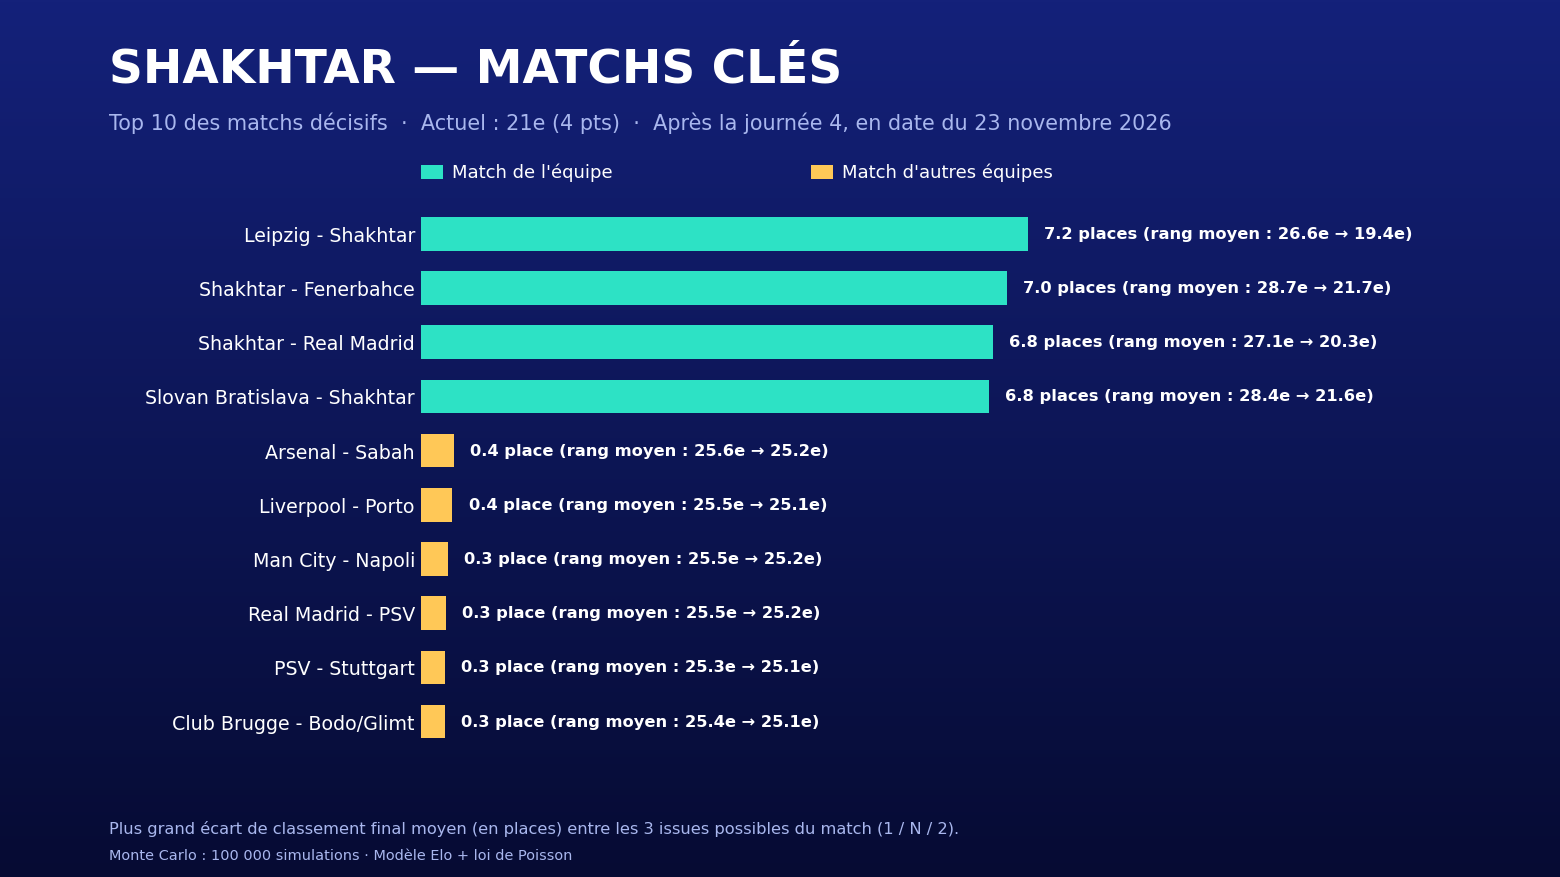 SHAKHTAR — MATCHS CLÉS
Top 10 des matchs décisifs · Actuel : 21e (4 pts) · Après la journée 4, en date du 23 novembre 2026
Match de l'équipe Match d'autres équipes
Leipzig - Shakhtar 7.2 places (rang moyen : 26.6e → 19.4e)
Shakhtar - Fenerbahce 7.0 places (rang moyen : 28.7e → 21.7e)
Shakhtar - Real Madrid 6.8 places (rang moyen : 27.1e → 20.3e)
Slovan Bratislava - Shakhtar 6.8 places (rang moyen : 28.4e → 21.6e)
Arsenal - Sabah 0.4 place (rang moyen : 25.6e → 25.2e)
Liverpool - Porto 0.4 place (rang moyen : 25.5e → 25.1e)
Man City - Napoli 0.3 place (rang moyen : 25.5e → 25.2e)
Real Madrid - PSV 0.3 place (rang moyen : 25.5e → 25.2e)
PSV - Stuttgart 0.3 place (rang moyen : 25.3e → 25.1e)
Club Brugge - Bodo/Glimt 0.3 place (rang moyen : 25.4e → 25.1e)
Plus grand écart de classement final moyen (en places) entre les 3 issues possibles du match (1 / N / 2).
Monte Carlo : 100 000 simulations · Modèle Elo + loi de Poisson